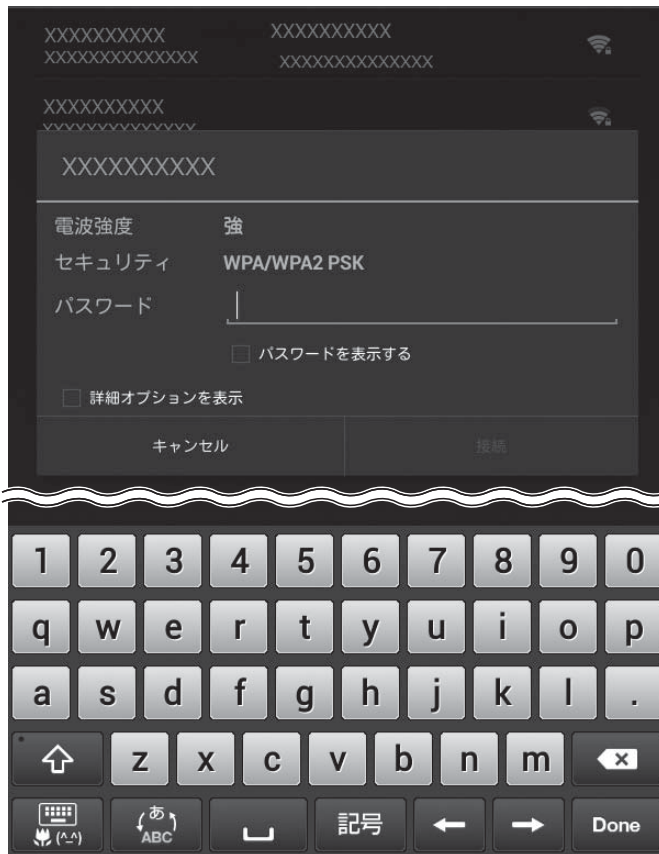 XXXXXXXXXX XXXXXXXXXX
XXXXXXXXXXXXXX XXXXXXXXXXXXXX
XXXXXXXXXX
XXXXXXXXXXXXXX
XXXXXXXXXX
電波強度 強
セキュリティ WPA/WPA2 PSK
パスワード
パスワードを表示する
詳細オプションを表示
キャンセル 接続
1 2 3 4 5 6 7 8 9 0
q w e r t y u i o p
a s d f g h j k l .
z x c v b n m
(^_^) あ ABC 記号 ← → Done